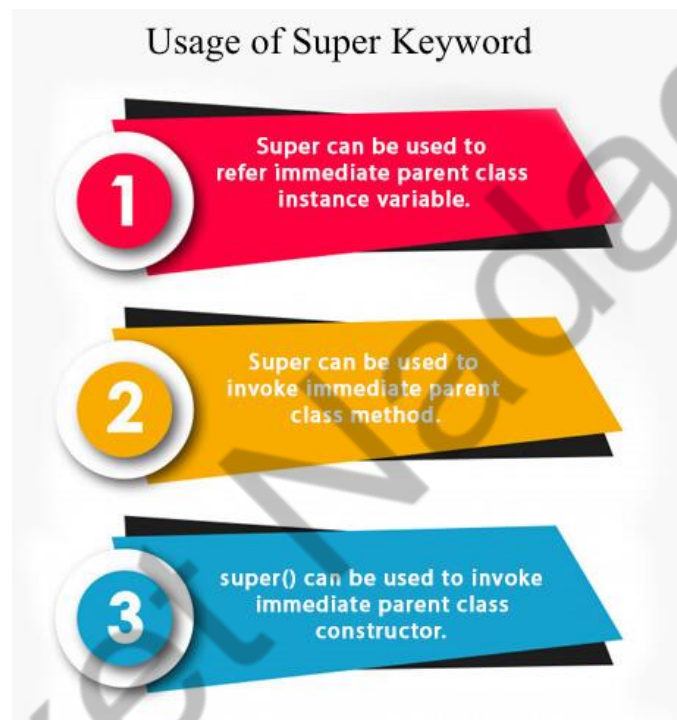 Usage of Super Keyword
1
Super can be used to
refer immediate parent class
instance variable.
2
Super can be used to
invoke immediate parent
class method.
3
super() can be used to invoke
immediate parent class
constructor.